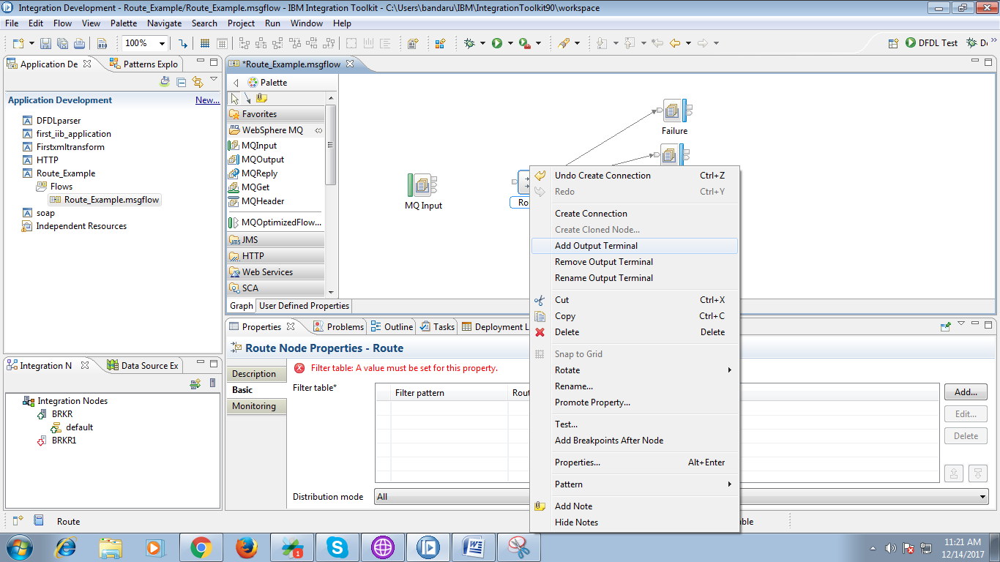 Integration Development - Route_Example/Route_Example.msgflow - IBM Integration Toolkit - C:\Users\bandaru\IBM\IntegrationToolkit90\workspace
File Edit Flow View Palette Navigate Search Project Run Window Help
100%
DFDL Test
D
Application De
Patterns Explo
Application Development
New...
DFDLparser
first_iib_application
Firstxmltransform
HTTP
Route_Example
Flows
Route_Example.msgflow
soap
Independent Resources
*Route_Example.msgflow
Palette
Favorites
WebSphere MQ
MQInput
MQOutput
MQReply
MQGet
MQHeader
MQOptimizedFlow...
JMS
HTTP
Web Services
SCA
Graph
User Defined Properties
Failure
MQ Input
Ro
Undo Create Connection Ctrl+Z
Redo Ctrl+Y
Create Connection
Create Cloned Node...
Add Output Terminal
Remove Output Terminal
Rename Output Terminal
Cut Ctrl+X
Copy Ctrl+C
Delete Delete
Snap to Grid
Rotate
Rename...
Promote Property...
Test...
Add Breakpoints After Node
Properties... Alt+Enter
Pattern
Add Note
Hide Notes
Properties
Problems
Outline
Tasks
Deployment L
Route Node Properties - Route
Description
Basic
Monitoring
Filter table: A value must be set for this property.
Filter table*
Filter pattern
Rout
Add...
Edit...
Delete
Distribution mode
All
Integration N
Data Source Ex
Integration Nodes
BRKR
default
BRKR1
Route
ible
1
11:21 AM
12/14/2017